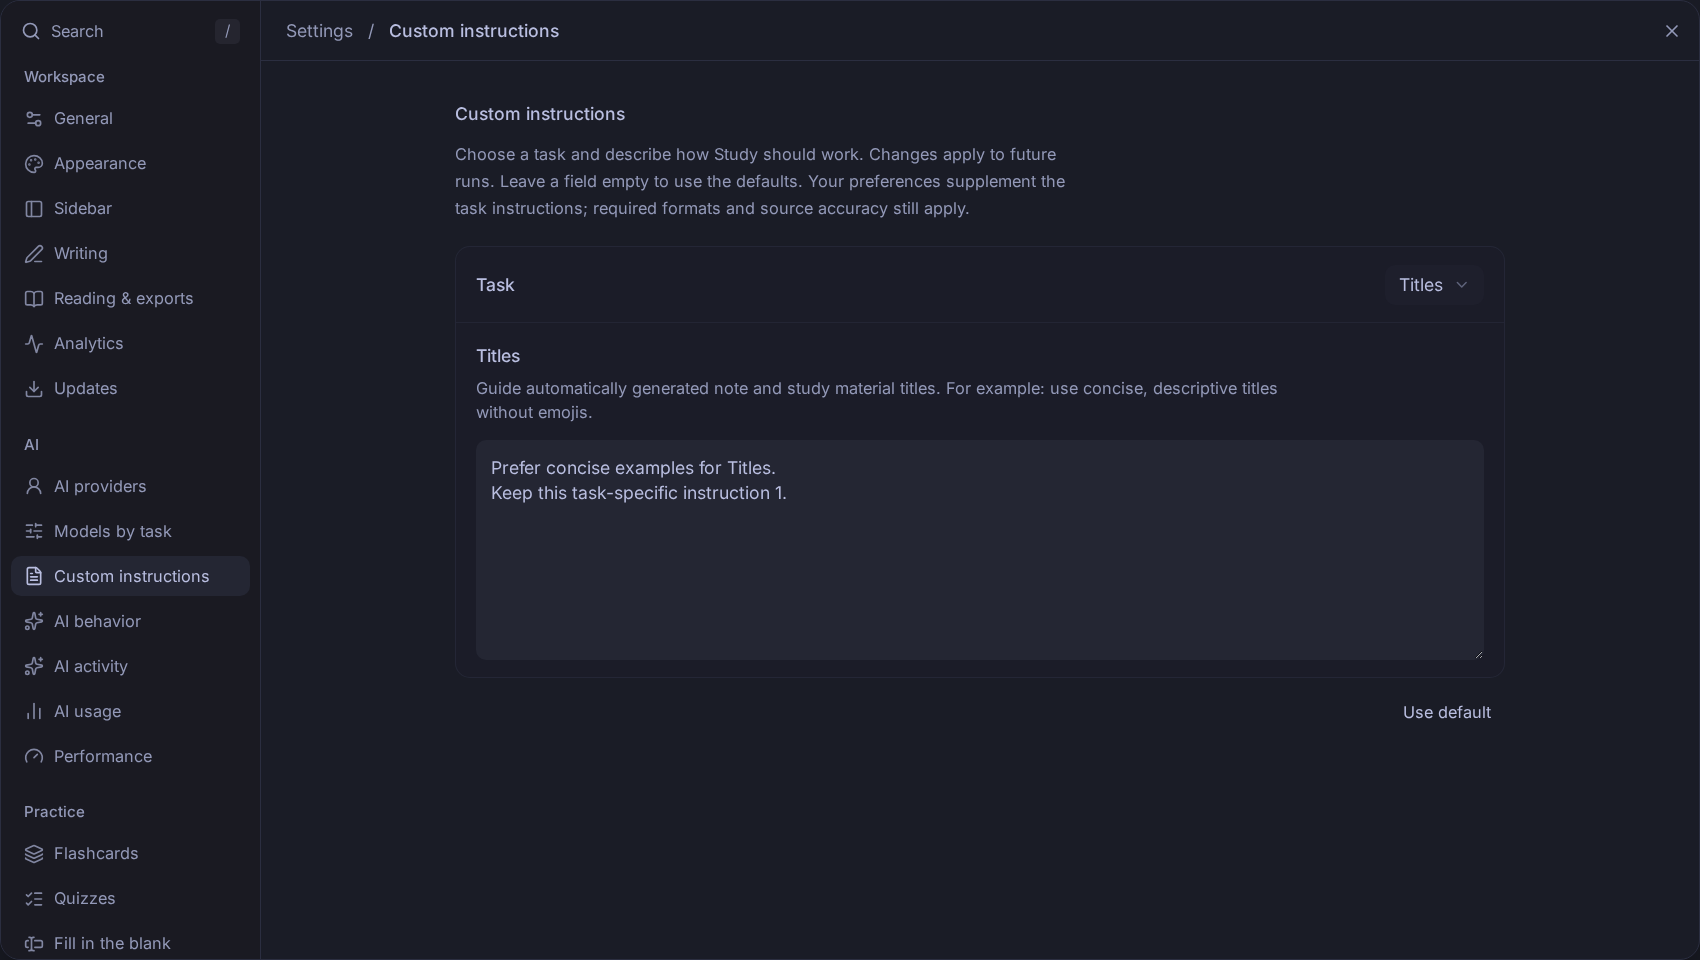 Search /
Workspace
General
Appearance
Sidebar
Writing
Reading & exports
Analytics
Updates
AI
AI providers
Models by task
Custom instructions
AI behavior
AI activity
AI usage
Performance
Practice
Flashcards
Quizzes
Fill in the blank
Settings / Custom instructions
Custom instructions
Choose a task and describe how Study should work. Changes apply to future
runs. Leave a field empty to use the defaults. Your preferences supplement the
task instructions; required formats and source accuracy still apply.
Task
Titles
Titles
Guide automatically generated note and study material titles. For example: use concise, descriptive titles
without emojis.
Prefer concise examples for Titles.
Keep this task-specific instruction 1.
Use default